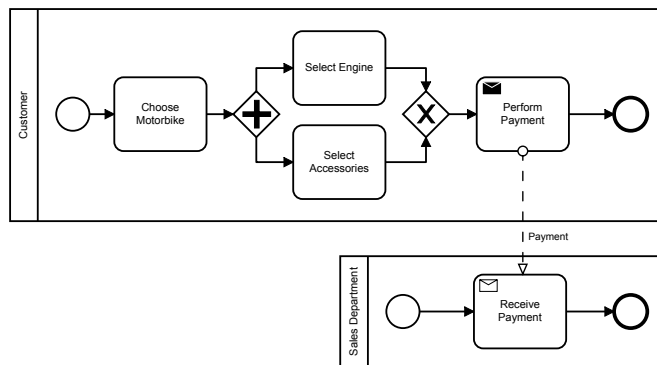 Customer
Choose
Motorbike
Select Engine
Select
Accessories
Perform
Payment
Payment
Sales Department
Receive
Payment